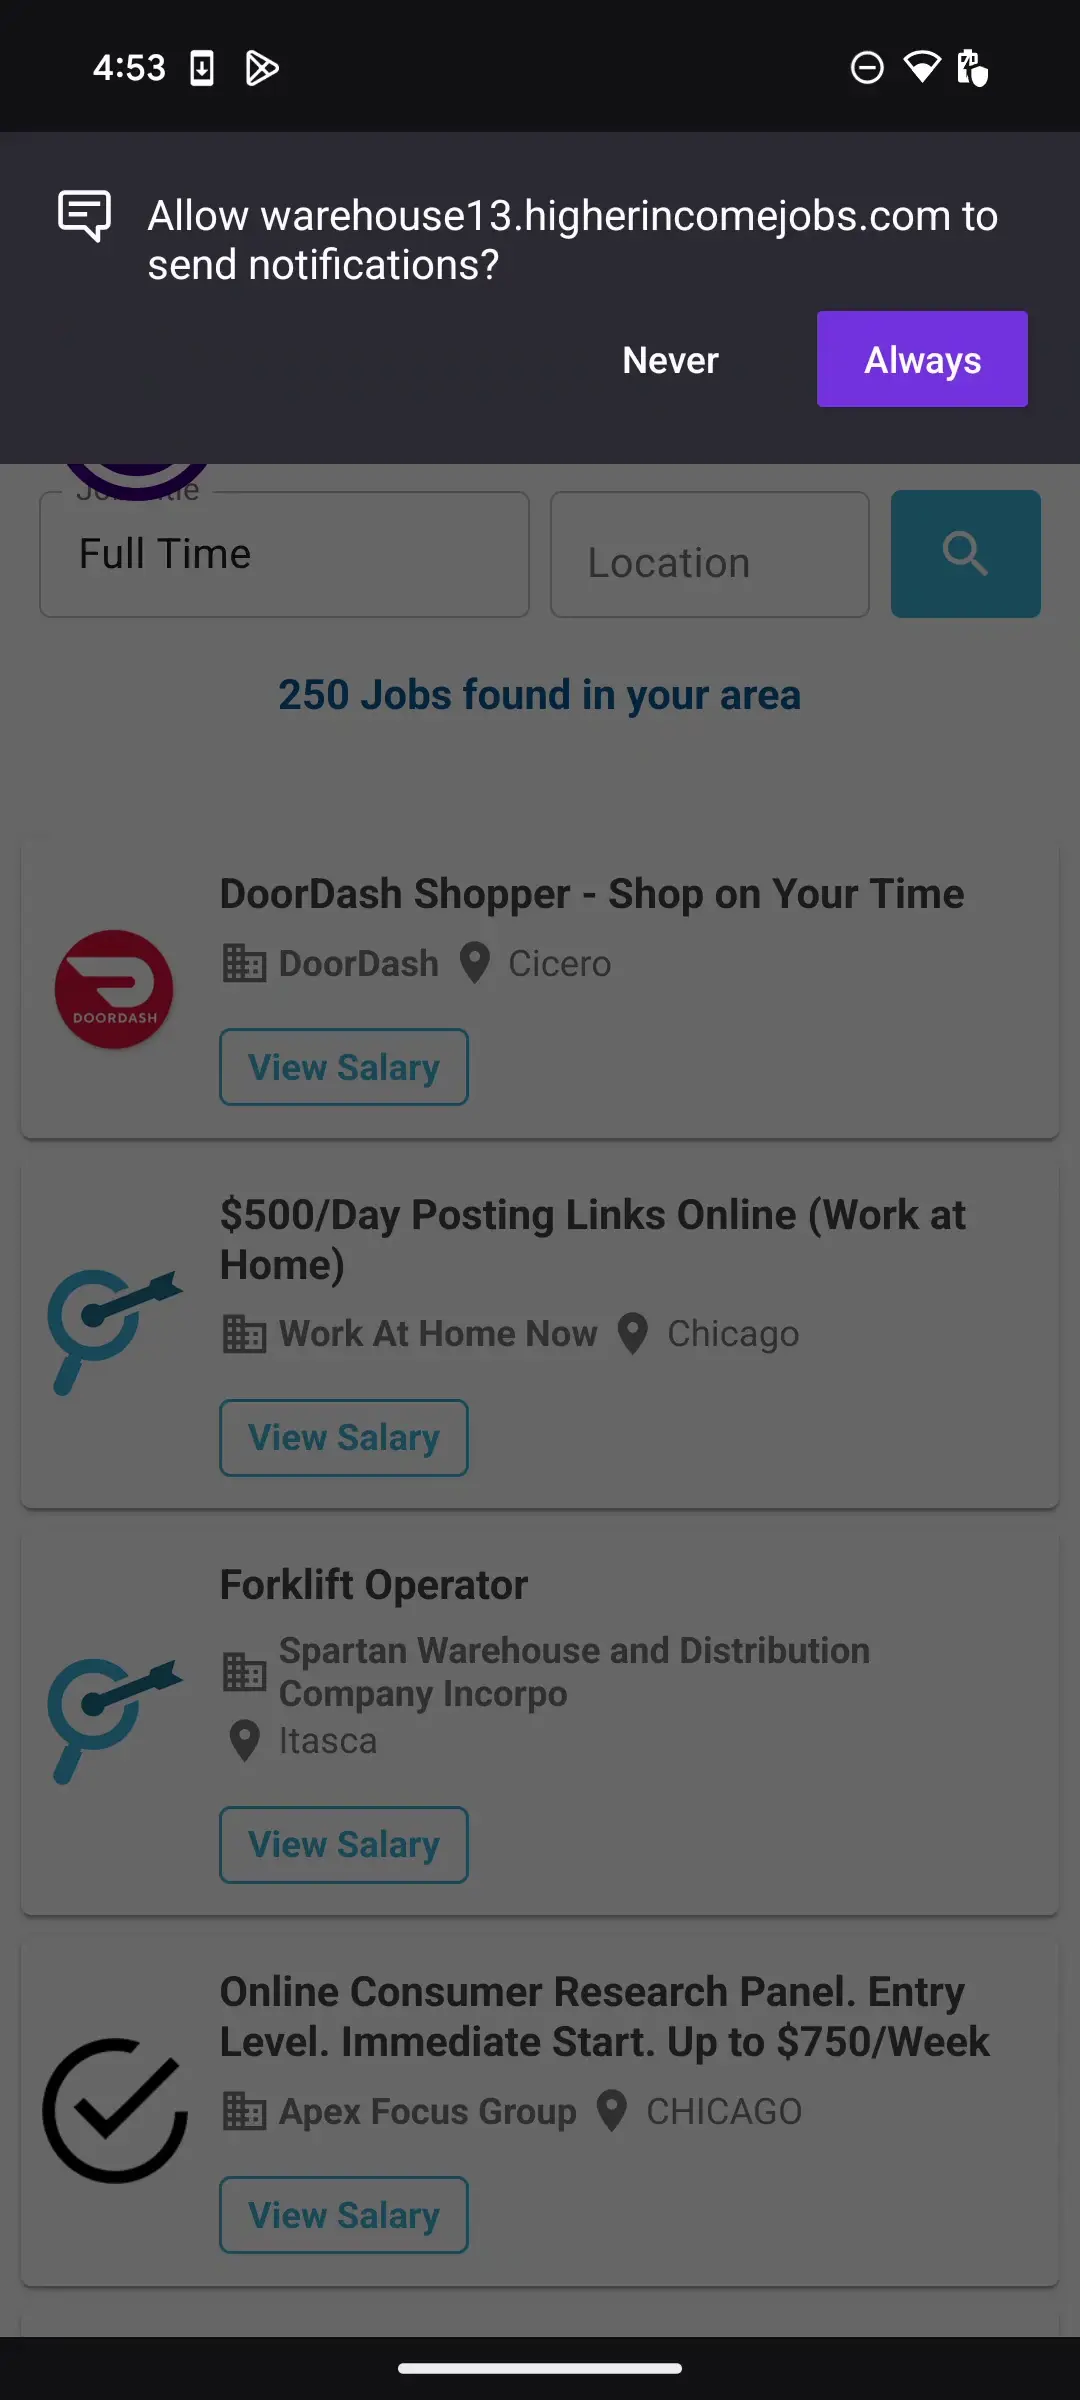 4:53
Allow warehouse13.higherincomejobs.com to
send notifications?
Never
Always
Full Time
Location
250 Jobs found in your area
DoorDash Shopper - Shop on Your Time
DoorDash
Cicero
DOORDASH
View Salary
$500/Day Posting Links Online (Work at
Home)
Work At Home Now
Chicago
View Salary
Forklift Operator
Spartan Warehouse and Distribution
Company Incorpo
Itasca
View Salary
Online Consumer Research Panel. Entry
Level. Immediate Start. Up to $750/Week
Apex Focus Group
CHICAGO
View Salary